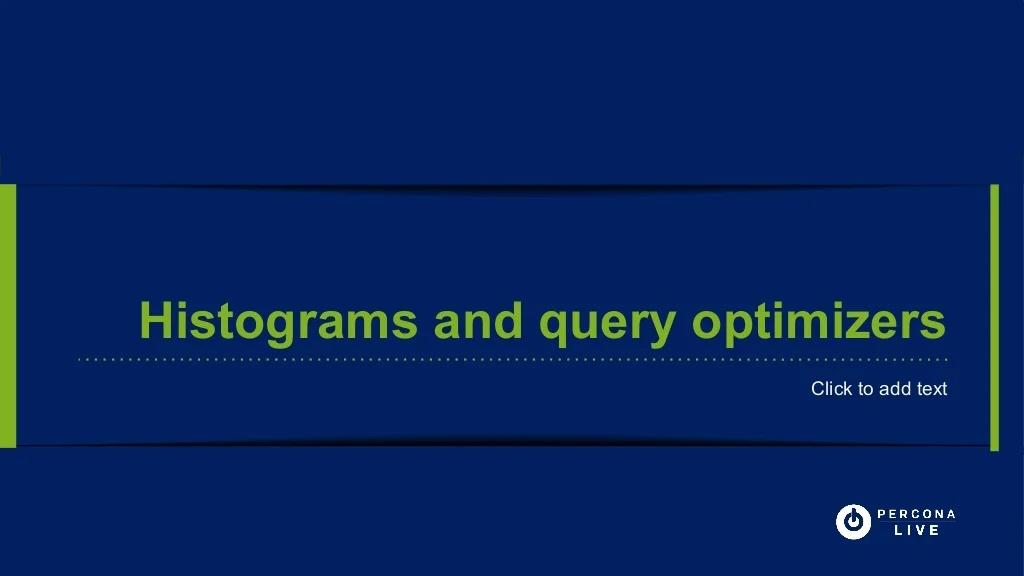 Histograms and query optimizers
Click to add text
PERCONA
LIVE